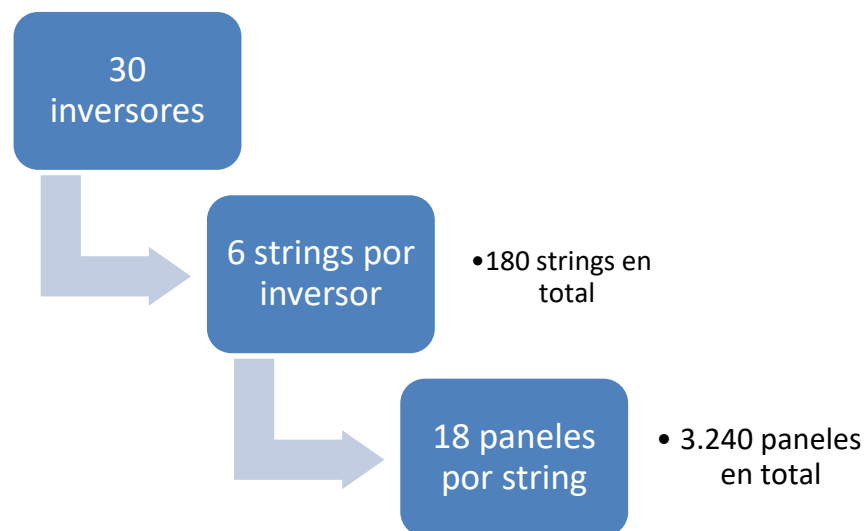 30
inversores
6 strings por
inversor
•180 strings en
total
18 paneles
por string
• 3.240 paneles
en total